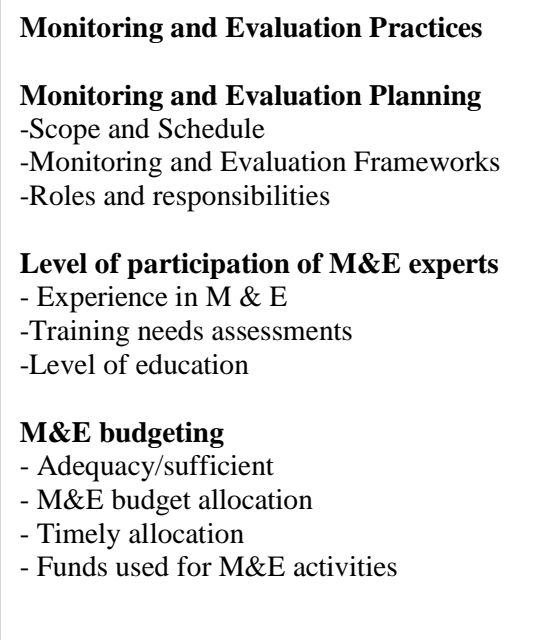 Monitoring and Evaluation Practices
Monitoring and Evaluation Planning
-Scope and Schedule
-Monitoring and Evaluation Frameworks
-Roles and responsibilities
Level of participation of M&E experts
- Experience in M & E
-Training needs assessments
-Level of education
M&E budgeting
- Adequacy/sufficient
- M&E budget allocation
- Timely allocation
- Funds used for M&E activities